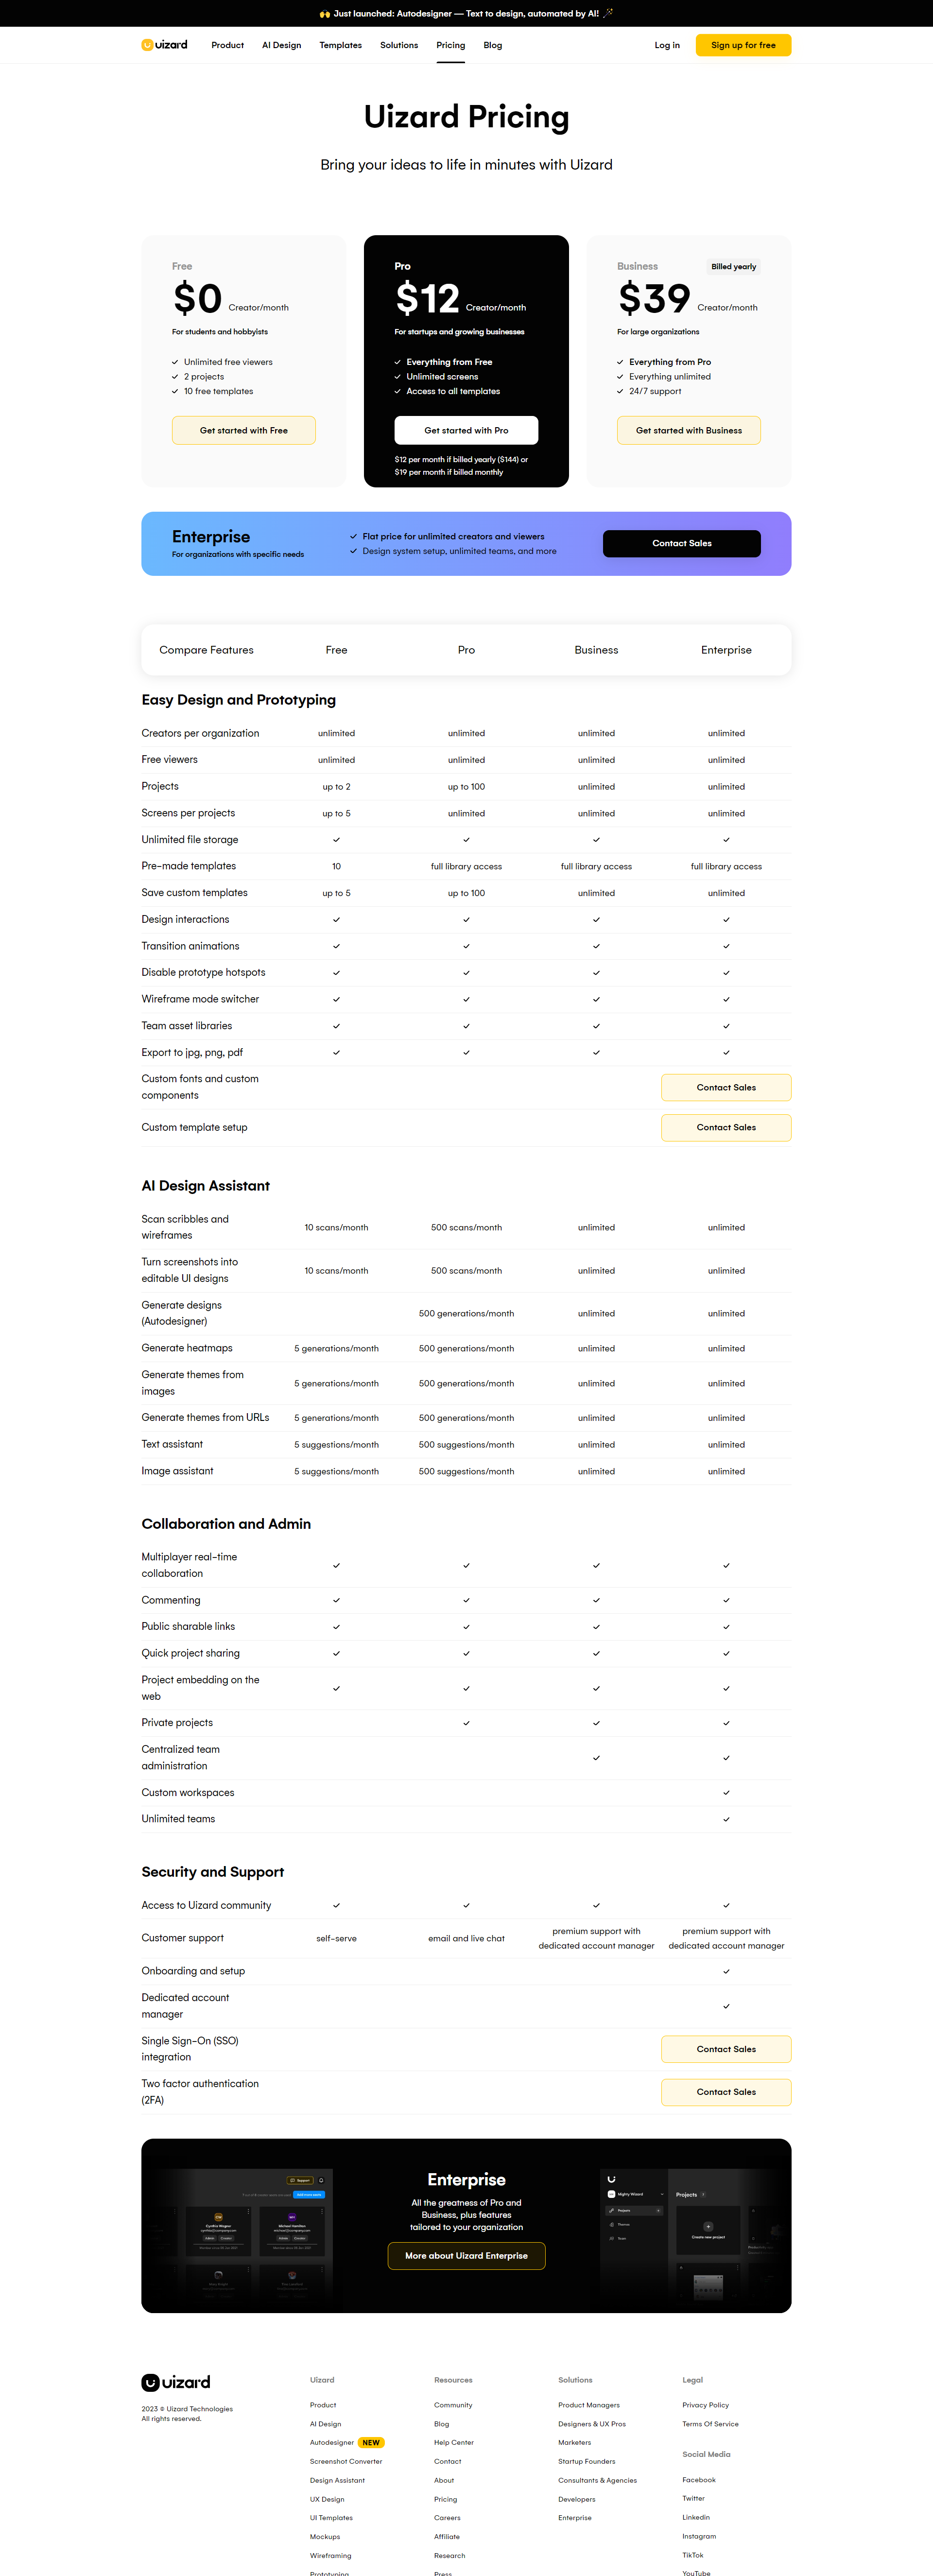 🙌 Just launched: Autodesigner — Text to design, automated by AI! 🪄
uizard Product AI Design Templates Solutions Pricing Blog Log in Sign up for free
Uizard Pricing
Bring your ideas to life in minutes with Uizard
Free
$0 Creator/month
For students and hobbyists
Unlimited free viewers
2 projects
10 free templates
Get started with Free
Pro
$12 Creator/month
For startups and growing businesses
Everything from Free
Unlimited screens
Access to all templates
Get started with Pro
$12 per month if billed yearly ($144) or
$19 per month if billed monthly
Business Billed yearly
$39 Creator/month
For large organizations
Everything from Pro
Everything unlimited
24/7 support
Get started with Business
Enterprise
For organizations with specific needs
Flat price for unlimited creators and viewers
Design system setup, unlimited teams, and more
Contact Sales
Compare Features Free Pro Business Enterprise
Easy Design and Prototyping
Creators per organization unlimited unlimited unlimited unlimited
Free viewers unlimited unlimited unlimited unlimited
Projects up to 2 up to 100 unlimited unlimited
Screens per projects up to 5 unlimited unlimited unlimited
Unlimited file storage
Pre-made templates 10 full library access full library access full library access
Save custom templates up to 5 up to 100 unlimited unlimited
Design interactions
Transition animations
Disable prototype hotspots
Wireframe mode switcher
Team asset libraries
Export to jpg, png, pdf
Custom fonts and custom
components
Contact Sales
Custom template setup Contact Sales
AI Design Assistant
Scan scribbles and
wireframes
10 scans/month 500 scans/month unlimited unlimited
Turn screenshots into
editable UI designs
10 scans/month 500 scans/month unlimited unlimited
Generate designs
(Autodesigner)
500 generations/month unlimited unlimited
Generate heatmaps 5 generations/month 500 generations/month unlimited unlimited
Generate themes from
images
5 generations/month 500 generations/month unlimited unlimited
Generate themes from URLs 5 generations/month 500 generations/month unlimited unlimited
Text assistant 5 suggestions/month 500 suggestions/month unlimited unlimited
Image assistant 5 suggestions/month 500 suggestions/month unlimited unlimited
Collaboration and Admin
Multiplayer real-time
collaboration
Commenting
Public sharable links
Quick project sharing
Project embedding on the
web
Private projects
Centralized team
administration
Custom workspaces
Unlimited teams
Security and Support
Access to Uizard community
Customer support self-serve email and live chat
premium support with
dedicated account manager
premium support with
dedicated account manager
Onboarding and setup
Dedicated account
manager
Single Sign-On (SSO)
integration
Contact Sales
Two factor authentication
(2FA)
Contact Sales
Support
Cynthia Wagner
Michael Hamilton
Enterprise
All the greatness of Pro and
Business, plus features
tailored to your organization
More about Uizard Enterprise
Mighty Wizard
Projects
Themes
Team
Projects
Create new project
uizard
2023 © Uizard Technologies
All rights reserved.
Uizard
Product
AI Design
Autodesigner NEW
Screenshot Converter
Design Assistant
UX Design
UI Templates
Mockups
Wireframing
Prototyping
Resources
Community
Blog
Help Center
Contact
About
Pricing
Careers
Affiliate
Research
Press
Solutions
Product Managers
Designers & UX Pros
Marketers
Startup Founders
Consultants & Agencies
Developers
Enterprise
Legal
Privacy Policy
Terms Of Service
Social Media
Facebook
Twitter
Linkedin
Instagram
TikTok
YouTube